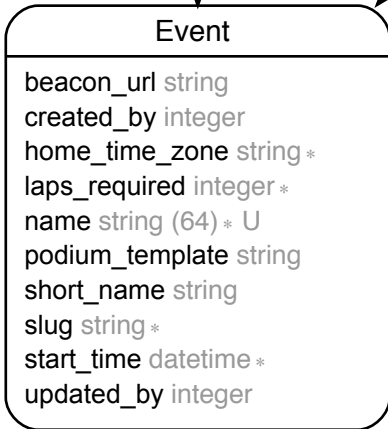 Event
beacon_url string
created_by integer
home_time_zone string *
laps_required integer *
name string (64) * U
podium_template string
short_name string
slug string *
start_time datetime *
updated_by integer